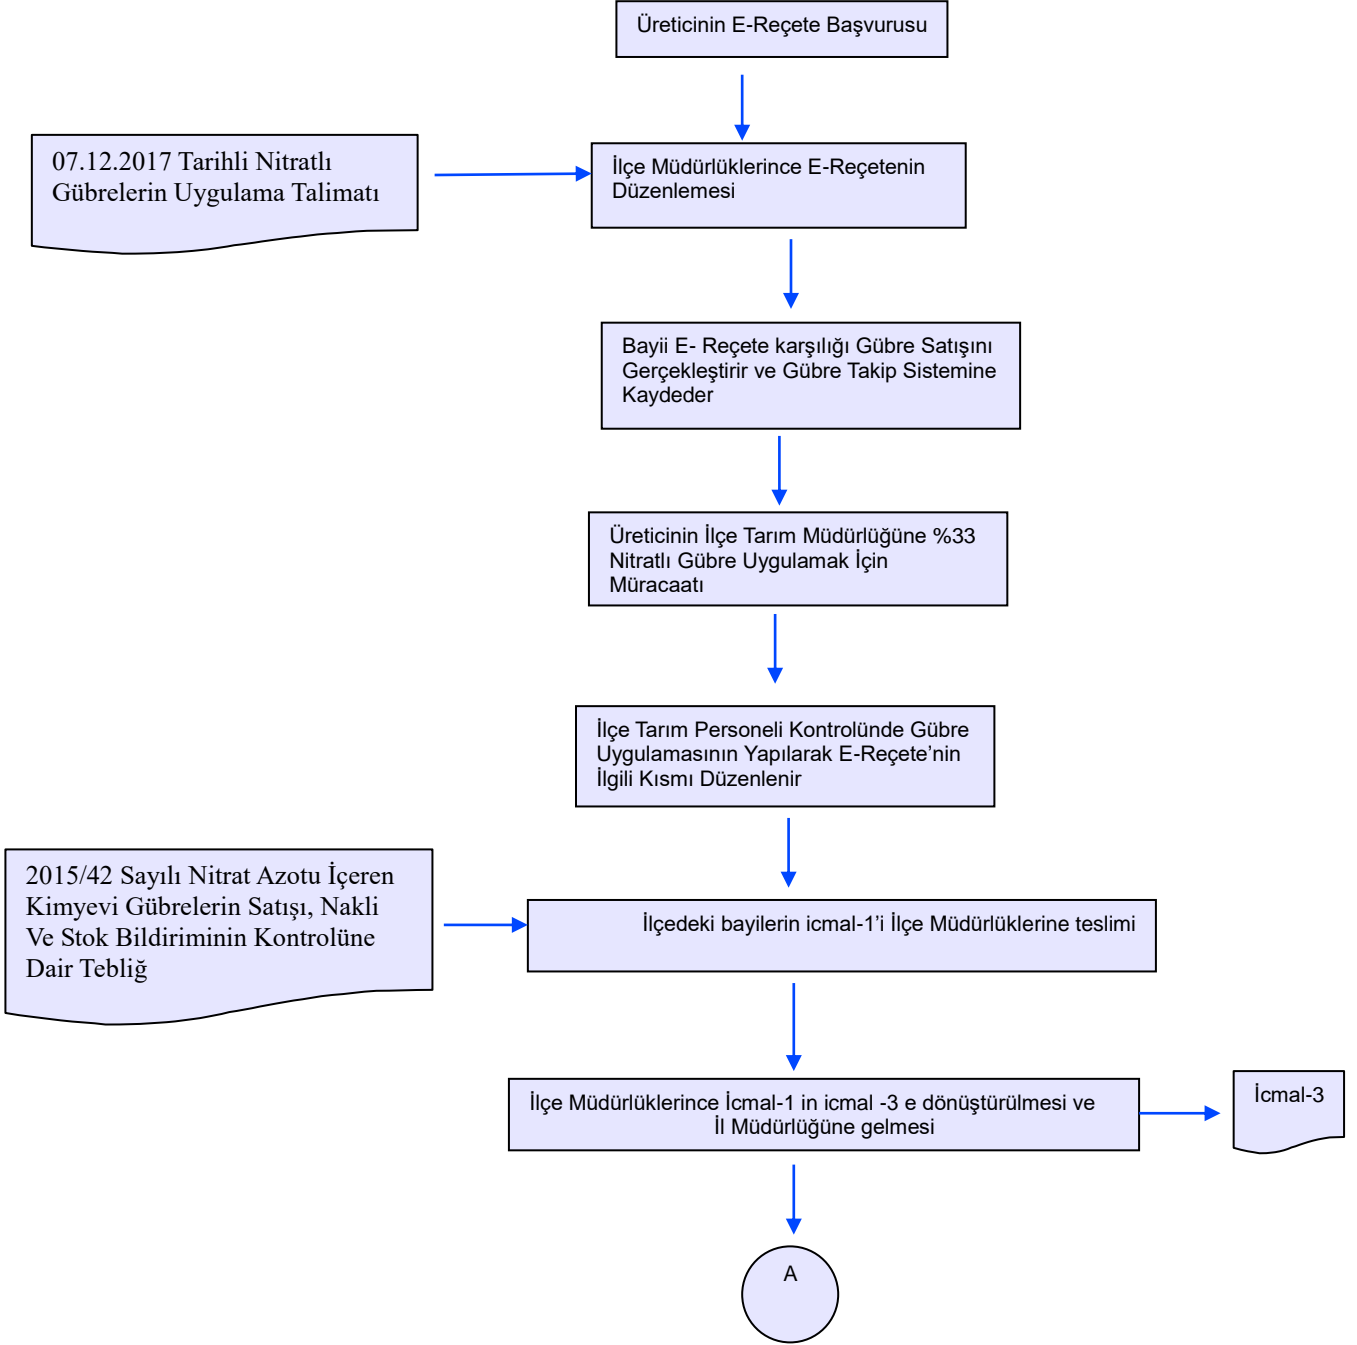 Üreticinin E-Reçete Başvurusu
07.12.2017 Tarihli Nitratlı
Gübrelerin Uygulama Talimatı
İlçe Müdürlüklerince E-Reçetenin
Düzenlemesi
Bayii E- Reçete karşılığı Gübre Satışını
Gerçekleştirir ve Gübre Takip Sistemine
Kaydeder
Üreticinin İlçe Tarım Müdürlüğüne %33
Nitratlı Gübre Uygulamak İçin
Müracaatı
İlçe Tarım Personeli Kontrolünde Gübre
Uygulamasının Yapılarak E-Reçete’nin
İlgili Kısmı Düzenlenir
2015/42 Sayılı Nitrat Azotu İçeren
Kimyevi Gübrelerin Satışı, Nakli
Ve Stok Bildiriminin Kontrolüne
Dair Tebliğ
İlçedeki bayilerin icmal-1’i İlçe Müdürlüklerine teslimi
İlçe Müdürlüklerince İcmal-1 in icmal -3 e dönüştürülmesi ve
İl Müdürlüğüne gelmesi
İcmal-3
A